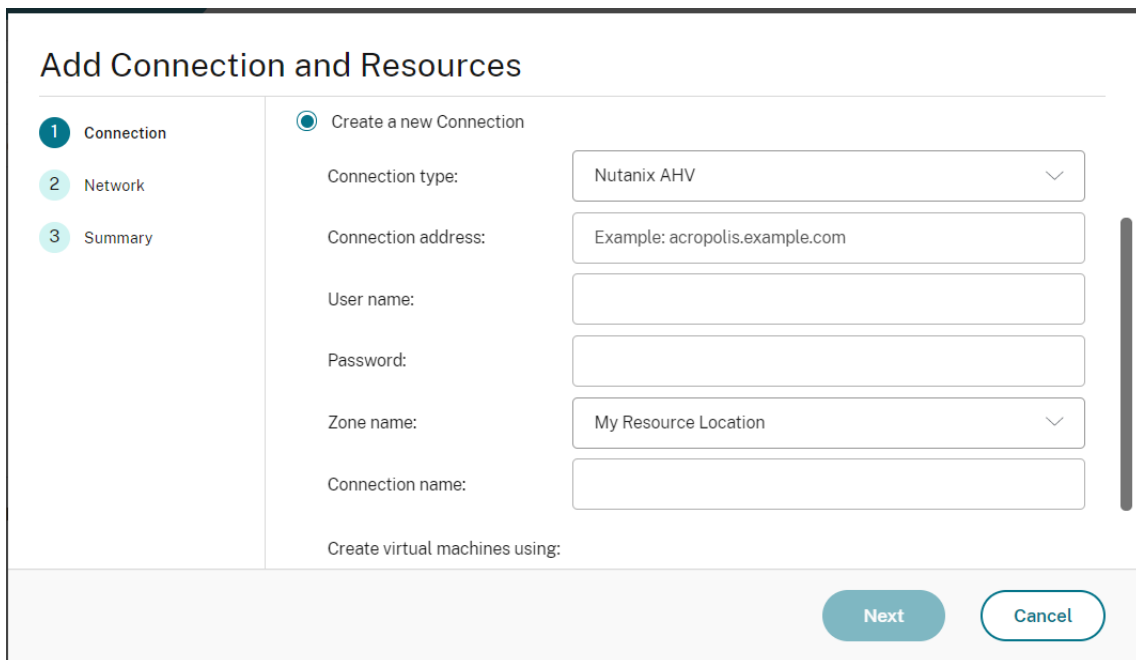 Add Connection and Resources
1 Connection
2 Network
3 Summary
Create a new Connection
Connection type: Nutanix AHV
Connection address: Example: acropolis.example.com
User name:
Password:
Zone name: My Resource Location
Connection name:
Create virtual machines using:
Next Cancel